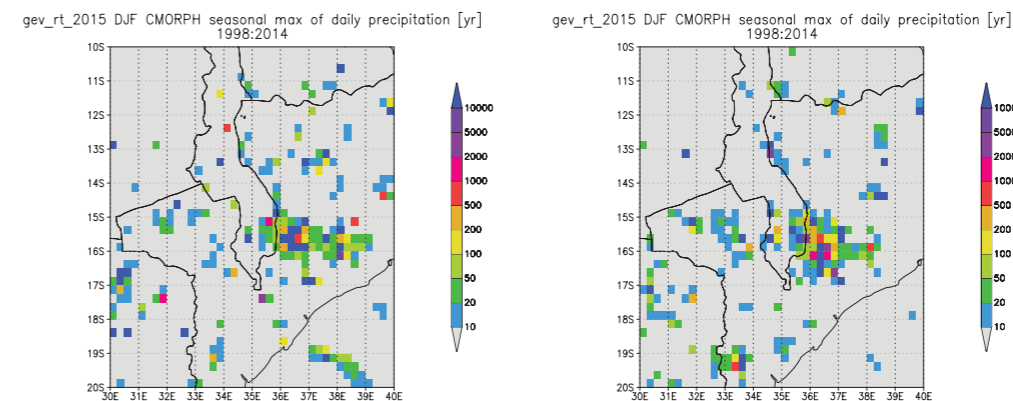 gev_rt_2015 DJF CMORPH seasonal max of daily precipitation [yr]
1998:2014
10S
11S
12S
13S
14S
15S
16S
17S
18S
19S
20S
30E 31E 32E 33E 34E 35E 36E 37E 38E 39E 40E
10000
5000
2000
1000
500
200
100
50
20
10
gev_rt_2015 DJF CMORPH seasonal max of daily precipitation [yr]
1998:2014
10S
11S
12S
13S
14S
15S
16S
17S
18S
19S
20S
30E 31E 32E 33E 34E 35E 36E 37E 38E 39E 40E
1000
500
200
100
500
200
100
50
20
10